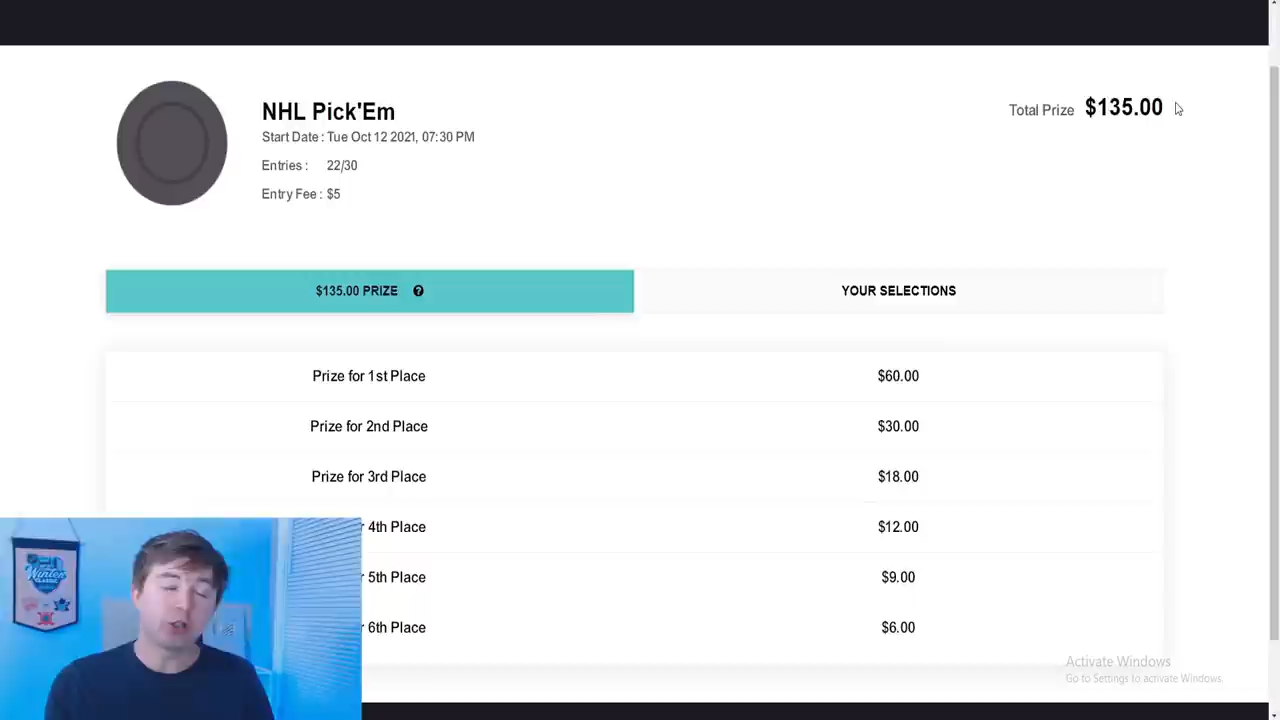 NHL Pick'Em
Start Date : Tue Oct 12 2021, 07:30 PM
Entries : 22/30
Entry Fee : $5
Total Prize $135.00
$135.00 PRIZE ?
YOUR SELECTIONS
Prize for 1st Place $60.00
Prize for 2nd Place $30.00
Prize for 3rd Place $18.00
4th Place $12.00
5th Place $9.00
6th Place $6.00
Winter
CLASSIC
Activate Windows
Go to Settings to activate Windows.